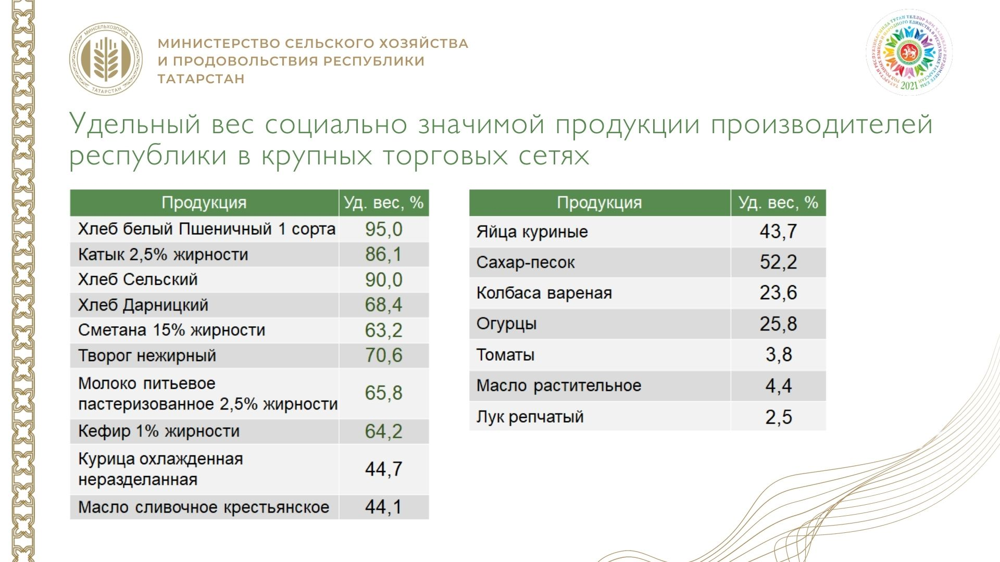 МИНСЕЛЬХОЗПРОД
ТАТАРСТАН
МИНИСТЕРСТВО СЕЛЬСКОГО ХОЗЯЙСТВА
И ПРОДОВОЛЬСТВИЯ РЕСПУБЛИКИ
ТАТАРСТАН
ТАТАРСТАН РЕСПУБЛИКАСЫНДА ТУГАН ТЕЛЛӘР ҺӘМ ХАЛЫКЛАР БЕРДӘМЛЕГЕ ЕЛЫ
ГОД РОДНЫХ ЯЗЫКОВ И НАРОДНОГО ЕДИНСТВА В РЕСПУБЛИКЕ ТАТАРСТАН
2021
Удельный вес социально значимой продукции производителей
республики в крупных торговых сетях
Продукция Уд. вес, %
Хлеб белый Пшеничный 1 сорта 95,0
Катык 2,5% жирности 86,1
Хлеб Сельский 90,0
Хлеб Дарницкий 68,4
Сметана 15% жирности 63,2
Творог нежирный 70,6
Молоко питьевое
пастеризованное 2,5% жирности 65,8
Кефир 1% жирности 64,2
Курица охлажденная
неразделанная 44,7
Масло сливочное крестьянское 44,1
Продукция Уд. вес, %
Яйца куриные 43,7
Сахар-песок 52,2
Колбаса вареная 23,6
Огурцы 25,8
Томаты 3,8
Масло растительное 4,4
Лук репчатый 2,5